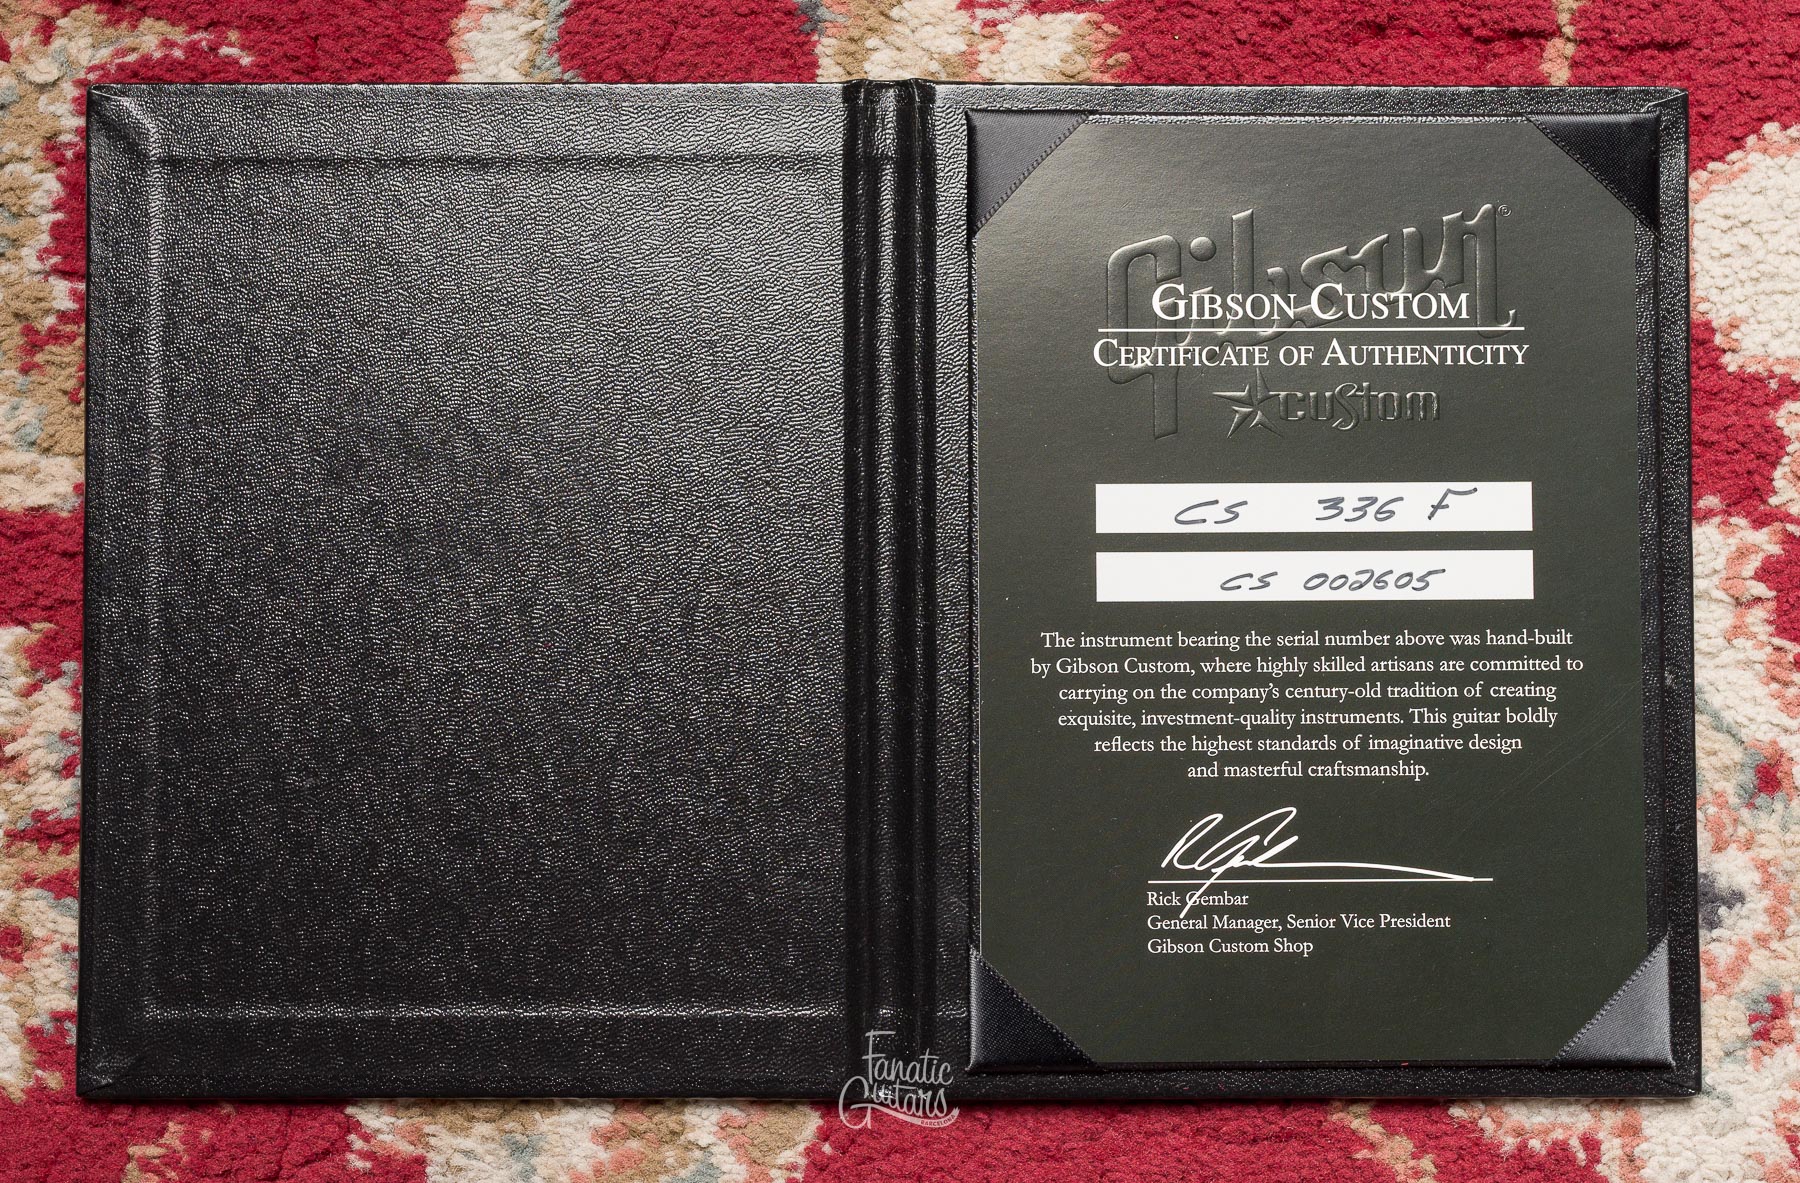 Gibson®
GIBSON CUSTOM
CERTIFICATE OF AUTHENTICITY
custom
CS 336 F
CS 002605
The instrument bearing the serial number above was hand-built
by Gibson Custom, where highly skilled artisans are committed to
carrying on the company's century-old tradition of creating
exquisite, investment-quality instruments. This guitar boldly
reflects the highest standards of imaginative design
and masterful craftsmanship.
Rick Gembar
General Manager, Senior Vice President
Gibson Custom Shop
Fanatic
Guitars
BARCELONA